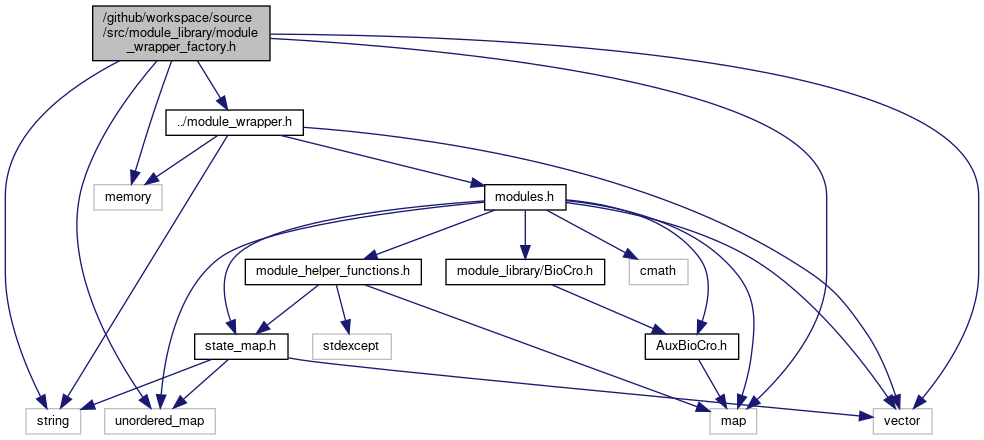 /github/workspace/source
/src/module_library/module
_wrapper_factory.h
../module_wrapper.h
memory
modules.h
module_helper_functions.h
module_library/BioCro.h
cmath
state_map.h
stdexcept
AuxBioCro.h
string
unordered_map
map
vector